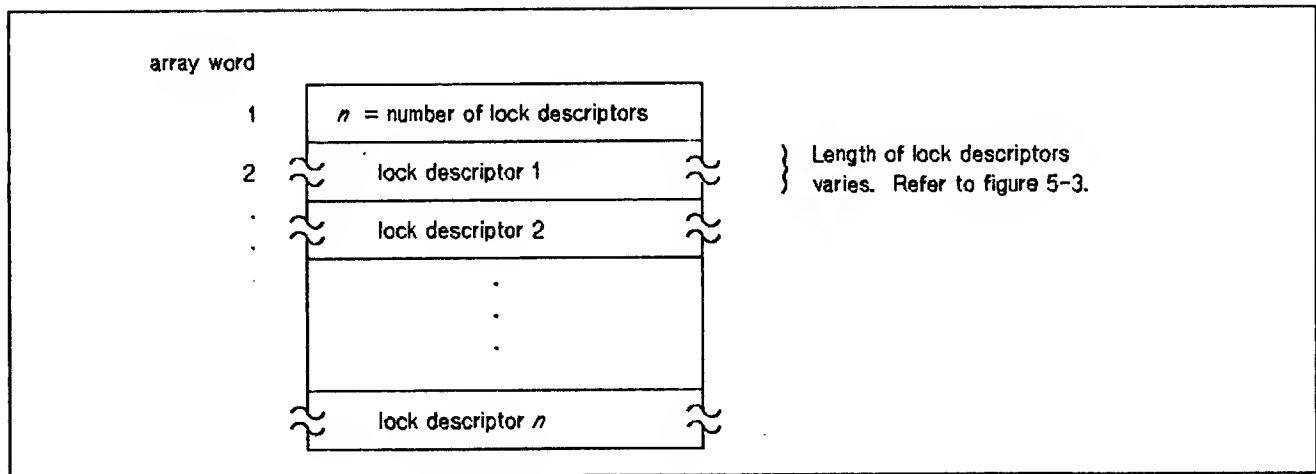 array word
1 n = number of lock descriptors
2 lock descriptor 1
} Length of lock descriptors
} varies. Refer to figure 5-3.
. lock descriptor 2
.
.
.
.
lock descriptor n